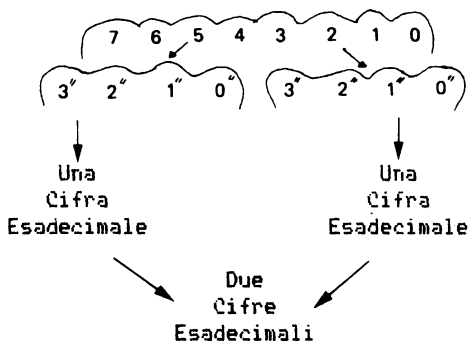 7 6 5 4 3 2 1 0
3" 2" 1" 0" 3" 2" 1" 0"
Una Una
Cifra Cifra
Esadecimale Esadecimale
Due
Cifre
Esadecimali